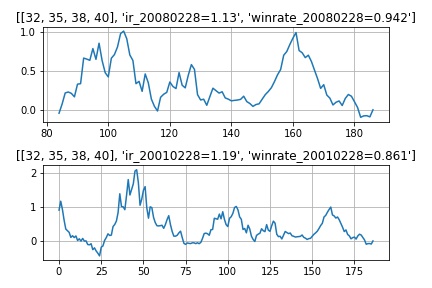 [[32, 35, 38, 40], 'ir_20080228=1.13', 'winrate_20080228=0.942']
1.0
0.5
0.0
80 100 120 140 160 180
[[32, 35, 38, 40], 'ir_20010228=1.19', 'winrate_20010228=0.861']
2
1
0
0 25 50 75 100 125 150 175